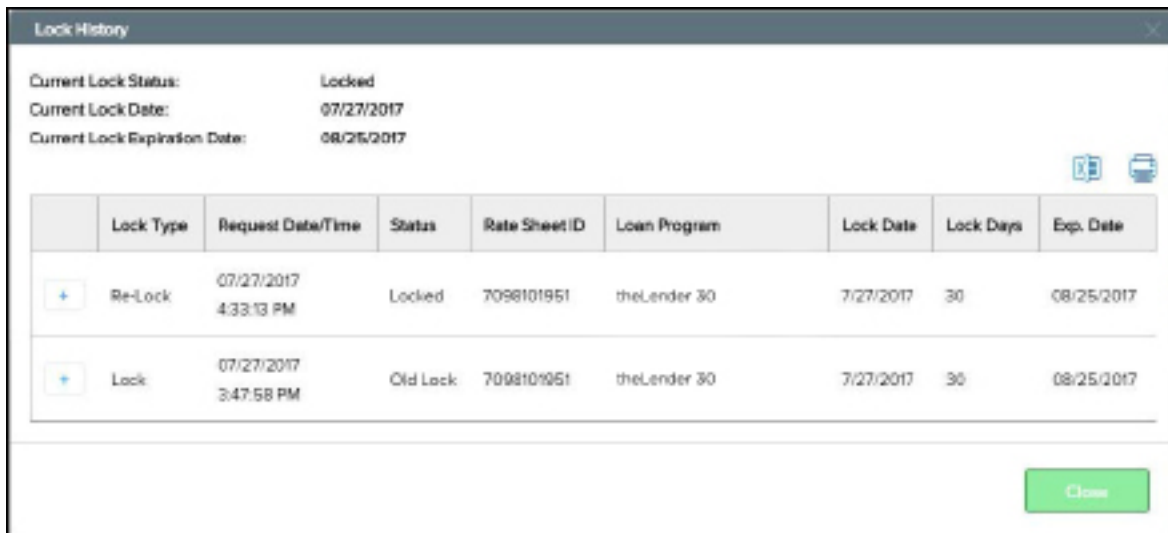 Lock History
Current Lock Status: Locked
Current Lock Date: 07/27/2017
Current Lock Expiration Date: 08/25/2017
Lock Type Request Date/Time Status Rate Sheet ID Loan Program Lock Date Lock Days Exp. Date
+ Re-Lock 07/27/2017 4:33:13 PM Locked 7098101951 theLender 30 7/27/2017 30 08/25/2017
+ Lock 07/27/2017 3:47:58 PM Old Lock 7098101951 theLender 30 7/27/2017 30 08/25/2017
Close